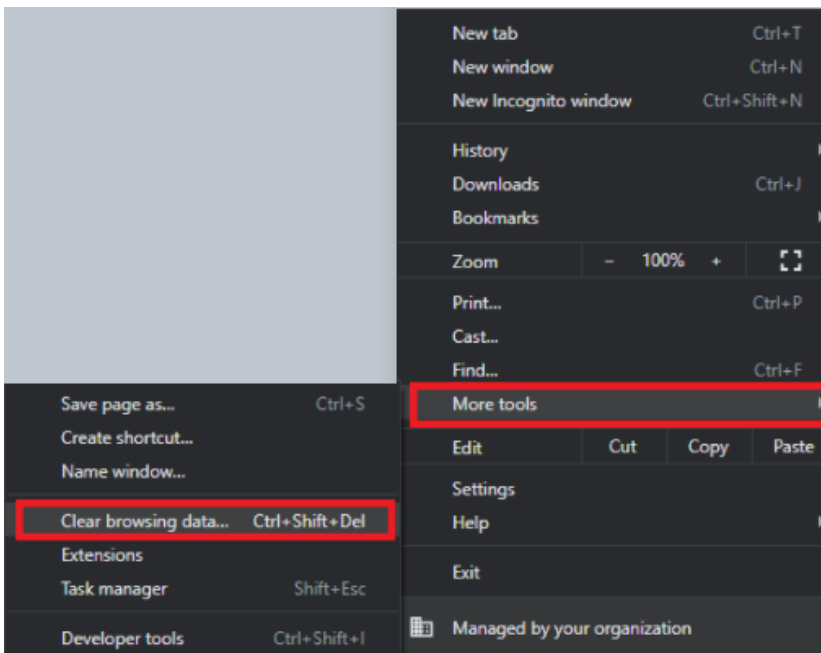 New tab Ctrl+T
New window Ctrl+N
New Incognito window Ctrl+Shift+N
History
Downloads Ctrl+J
Bookmarks
Zoom - 100% +
Print... Ctrl+P
Cast...
Find... Ctrl+F
More tools
Edit Cut Copy Paste
Settings
Help
Exit
Managed by your organization
Save page as... Ctrl+S
Create shortcut...
Name window...
Clear browsing data... Ctrl+Shift+Del
Extensions
Task manager Shift+Esc
Developer tools Ctrl+Shift+I